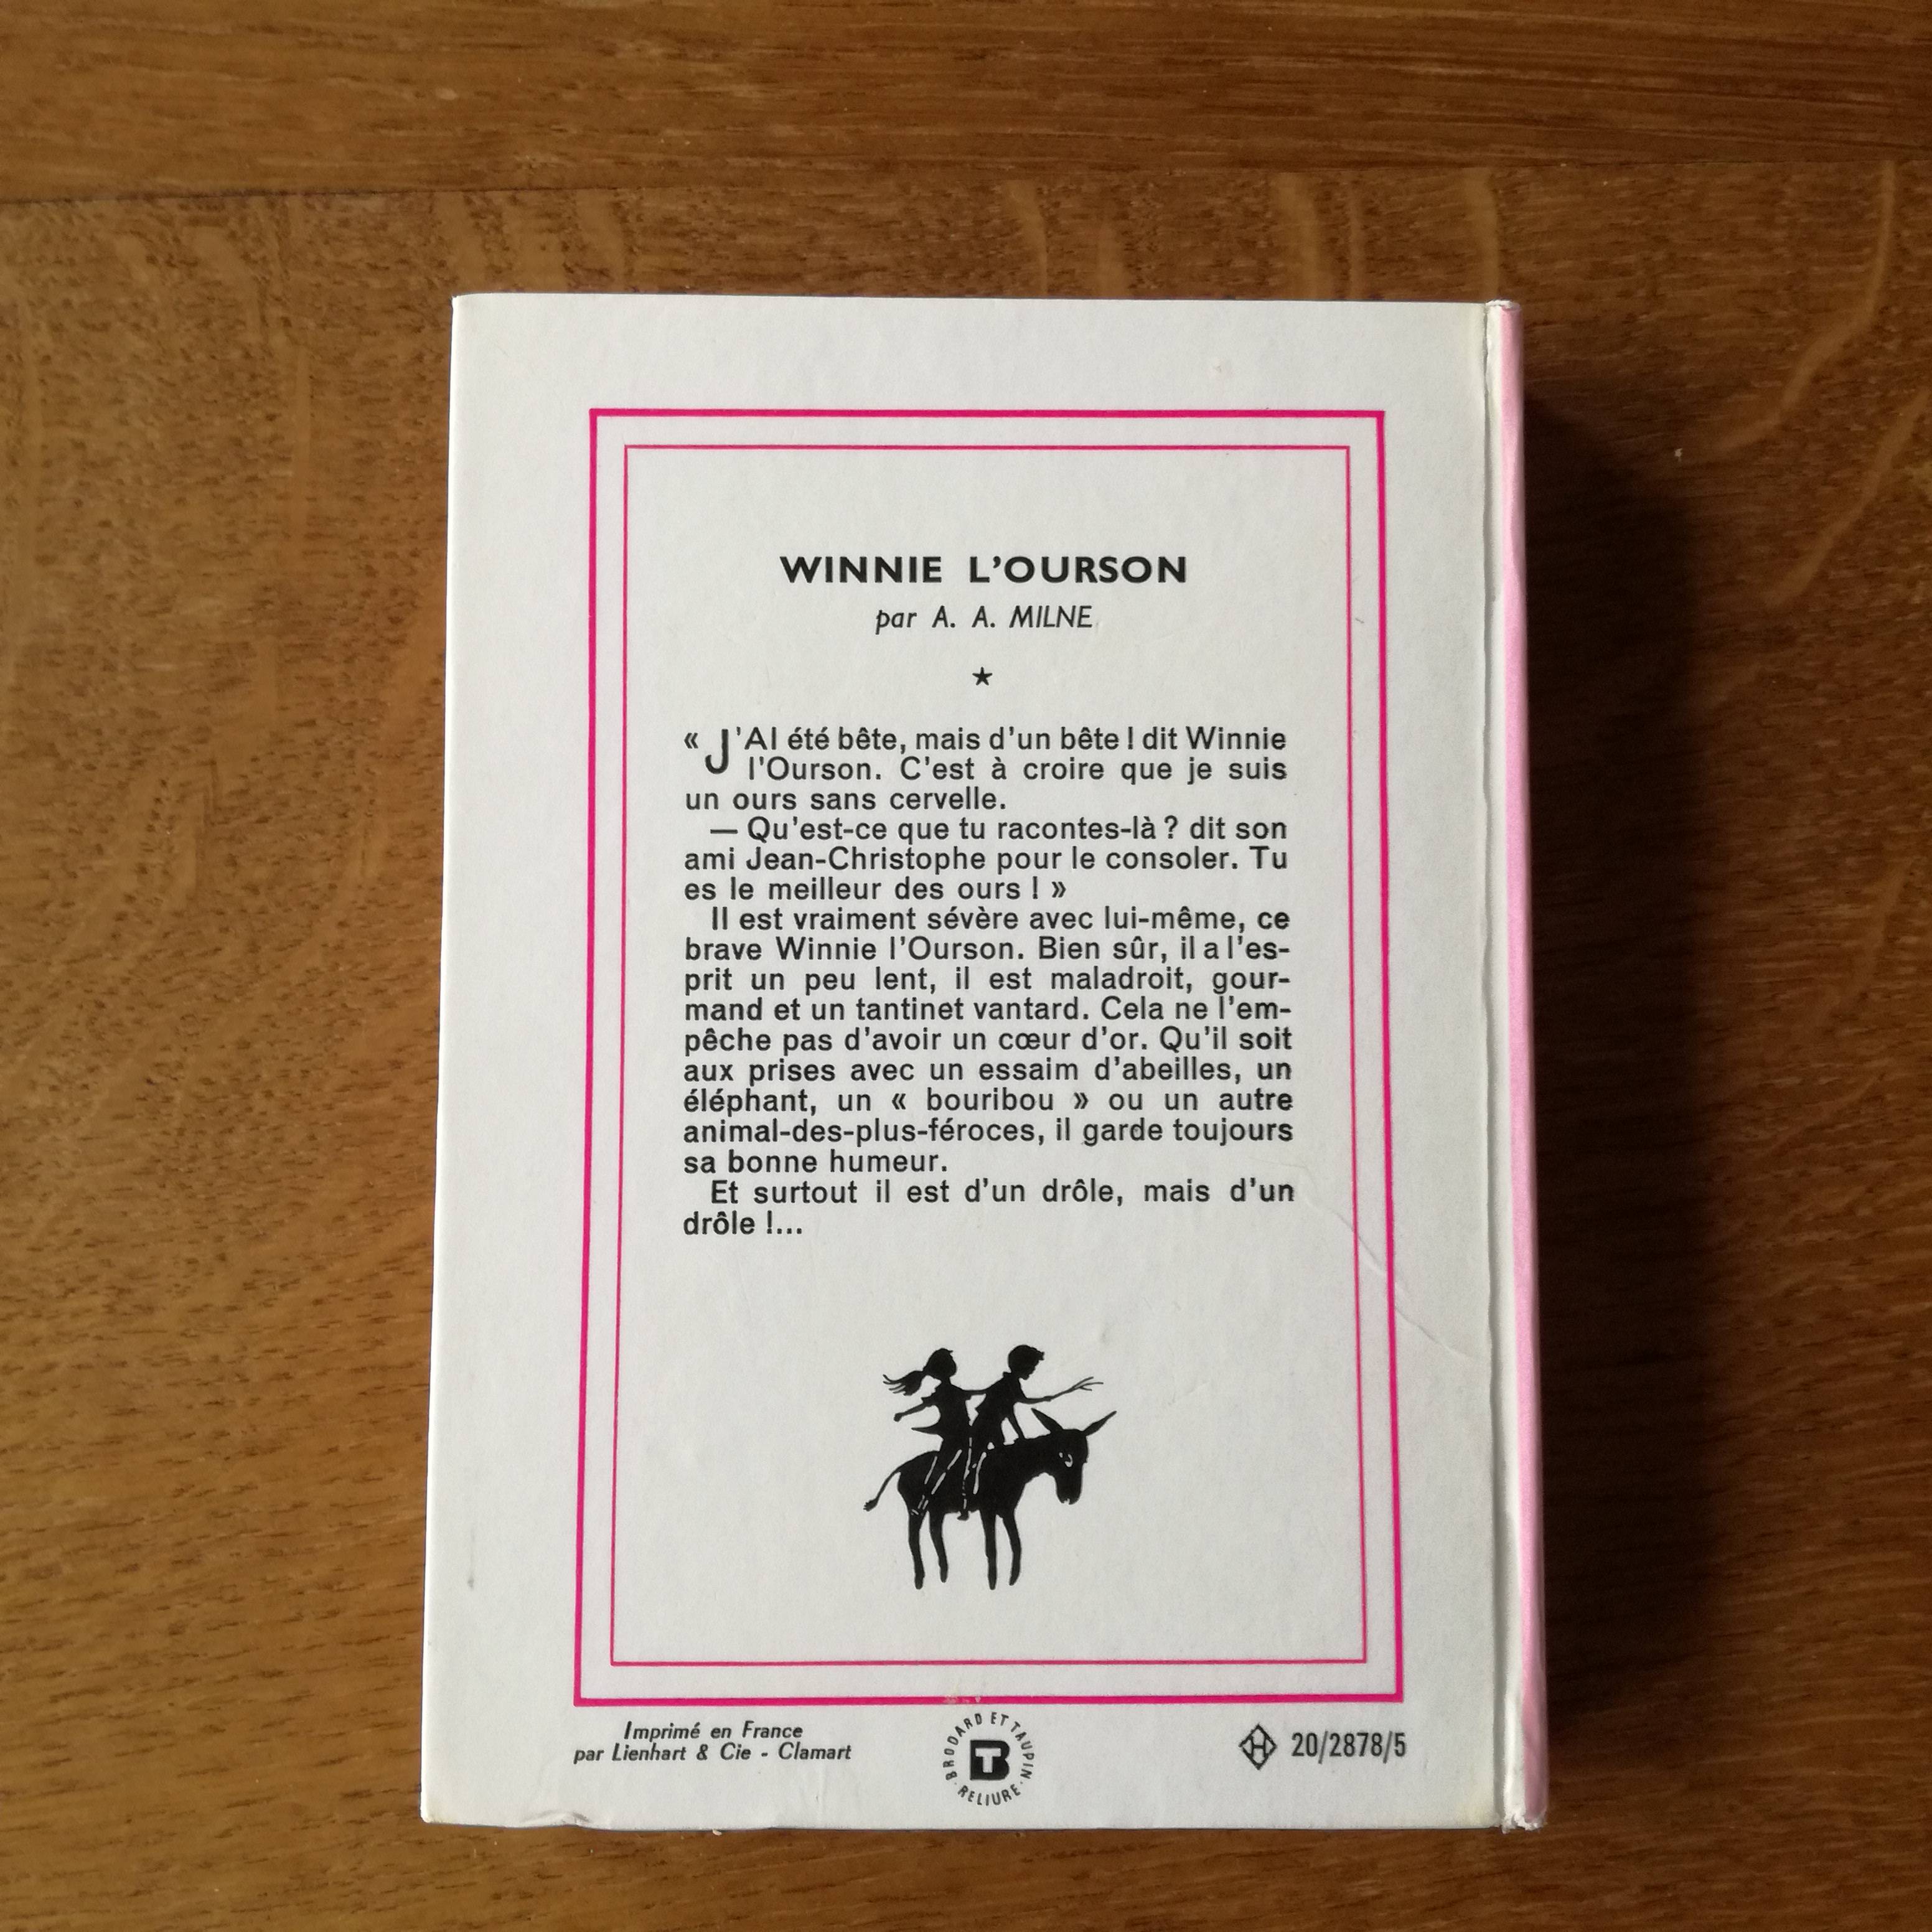 WINNIE L'OURSON
par A. A. MILNE
★
« J'AI été bête, mais d'un bête ! dit Winnie
l'Ourson. C'est à croire que je suis
un ours sans cervelle.
— Qu'est-ce que tu racontes-là ? dit son
ami Jean-Christophe pour le consoler. Tu
es le meilleur des ours ! »
Il est vraiment sévère avec lui-même, ce
brave Winnie l'Ourson. Bien sûr, il a l'es-
prit un peu lent, il est maladroit, gour-
mand et un tantinet vantard. Cela ne l'em-
pêche pas d'avoir un cœur d'or. Qu'il soit
aux prises avec un essaim d'abeilles, un
éléphant, un « bouribou » ou un autre
animal-des-plus-féroces, il garde toujours
sa bonne humeur.
Et surtout il est d'un drôle, mais d'un
drôle !...
Imprimé en France
par Lienhart & Cie - Clamart
BRODARD ET TAUPIN
BT
RELIURE
H 20/2878/5